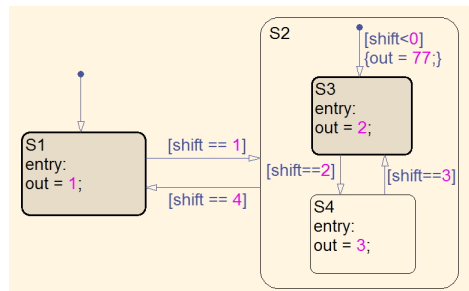 S2
[shift<0]
{out = 77;}
S3
entry:
out = 2;
S1
entry:
out = 1;
[shift == 1]
[shift == 4]
[shift==2]
[shift==3]
S4
entry:
out = 3;